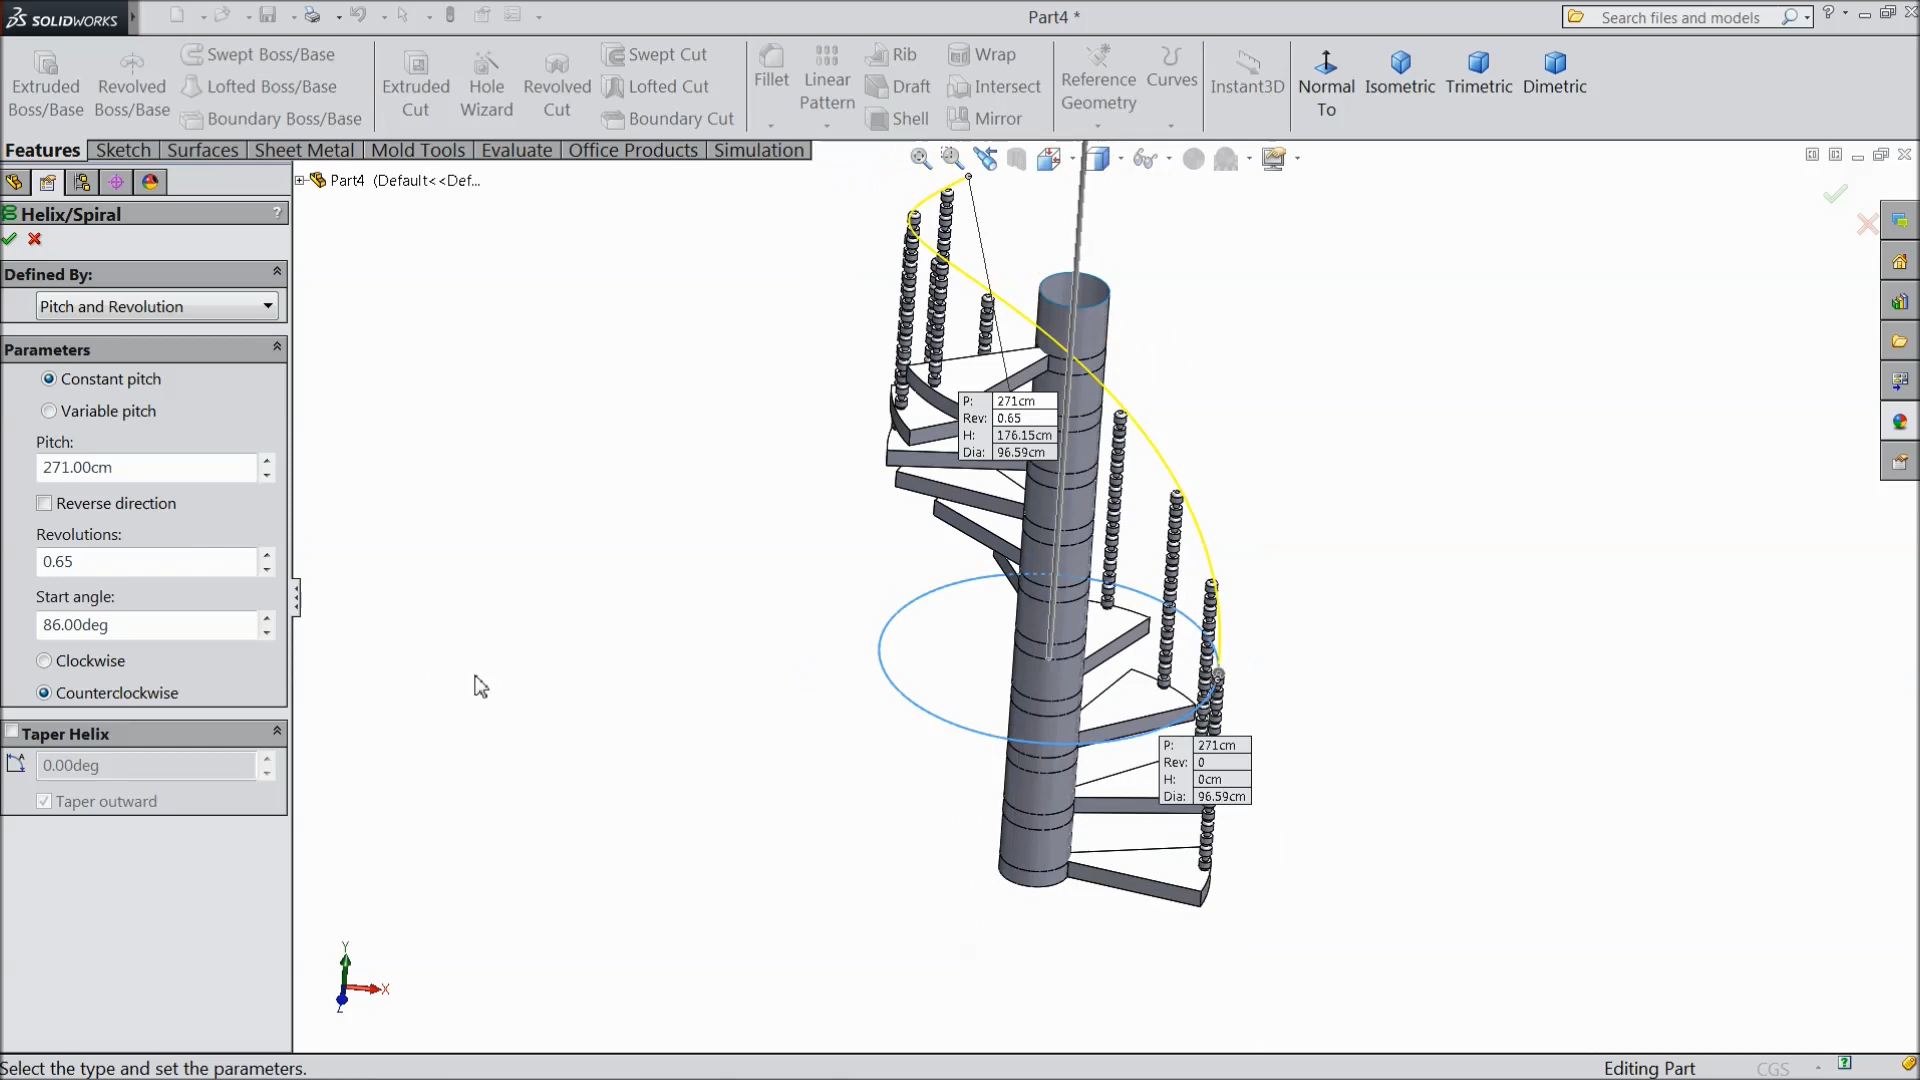 SOLIDWORKS
Part4 *
Search files and models
Extruded Boss/Base
Revolved Boss/Base
Swept Boss/Base
Lofted Boss/Base
Boundary Boss/Base
Extruded Cut
Hole Wizard
Revolved Cut
Swept Cut
Lofted Cut
Boundary Cut
Fillet
Linear Pattern
Rib
Draft
Shell
Wrap
Intersect
Mirror
Reference Geometry
Curves
Instant3D
Normal To
Isometric
Trimetric
Dimetric
Features
Sketch
Surfaces
Sheet Metal
Mold Tools
Evaluate
Office Products
Simulation
Part4 (Default<<Def...
Helix/Spiral
?
Defined By:
Pitch and Revolution
Parameters
Constant pitch
Variable pitch
Pitch:
271.00cm
Reverse direction
Revolutions:
0.65
Start angle:
86.00deg
Clockwise
Counterclockwise
Taper Helix
0.00deg
Taper outward
P: 271cm
Rev: 0.65
H: 176.15cm
Dia: 96.59cm
P: 271cm
Rev: 0
H: 0cm
Dia: 96.59cm
Y
X
Z
Select the type and set the parameters.
Editing Part
CGS